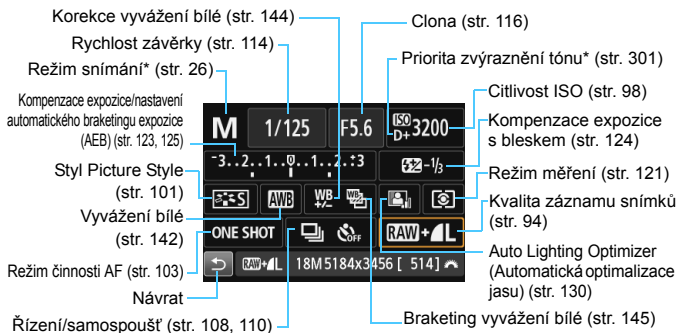 Korekce vyvážení bílé (str. 144)
Clona (str. 116)
Rychlost závěrky (str. 114)
Priorita zvýraznění tónu* (str. 301)
Režim snímání* (str. 26)
Citlivost ISO (str. 98)
Kompenzace expozice/nastavení
automatického braketingu expozice
(AEB) (str. 123, 125)
Kompenzace expozice
s bleskem (str. 124)
Styl Picture Style
(str. 101)
Režim měření (str. 121)
Vyvážení bílé
(str. 142)
Kvalita záznamu snímků
(str. 94)
Režim činnosti AF (str. 103)
Auto Lighting Optimizer
(Automatická optimalizace
jasu) (str. 130)
Návrat
Řízení/samospoušť (str. 108, 110)
Braketing vyvážení bílé (str. 145)
M 1/125 F5.6 ISO D+ 3200
-3..2..1..0..1..2.:3 -1/3
S AWB WB +/- WB
ONE SHOT OFF RAW+L
RAW+L 18M 5184x3456 [ 514]